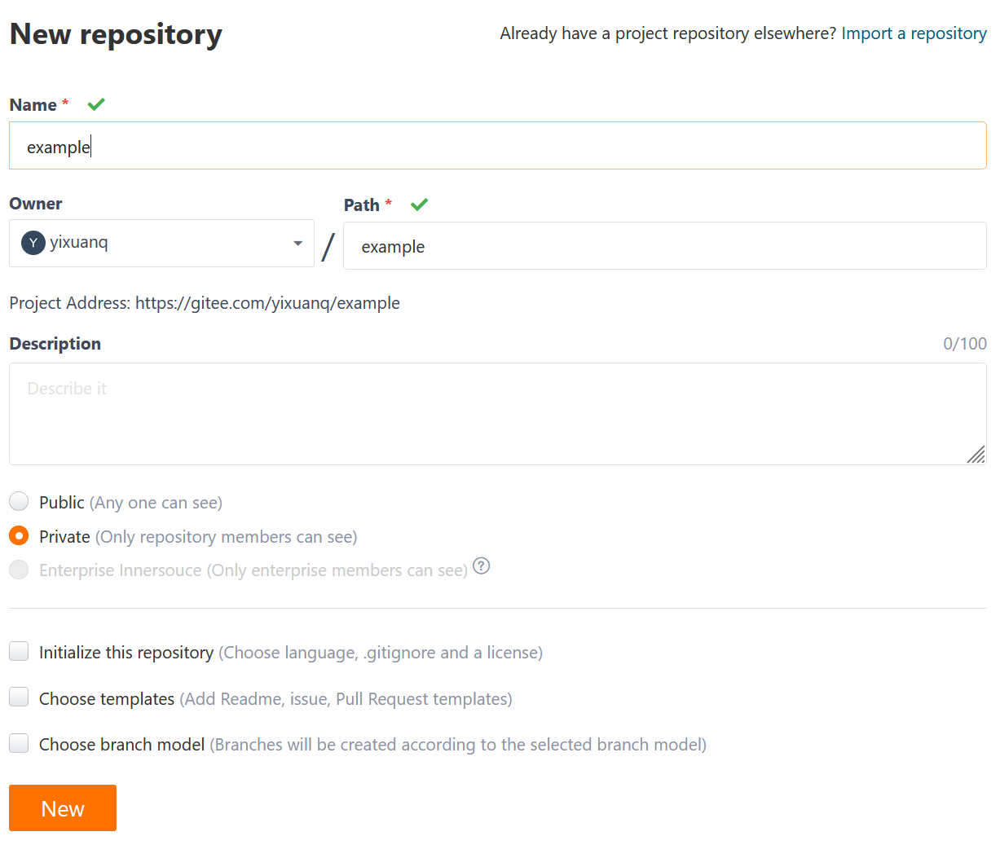 New repository
Already have a project repository elsewhere? Import a repository
Name *
example
Owner
Path *
Y yixuanq
/
example
Project Address: https://gitee.com/yixuanq/example
Description
0/100
Describe it
Public (Any one can see)
Private (Only repository members can see)
Enterprise Innersouce (Only enterprise members can see) ?
Initialize this repository (Choose language, .gitignore and a license)
Choose templates (Add Readme, issue, Pull Request templates)
Choose branch model (Branches will be created according to the selected branch model)
New